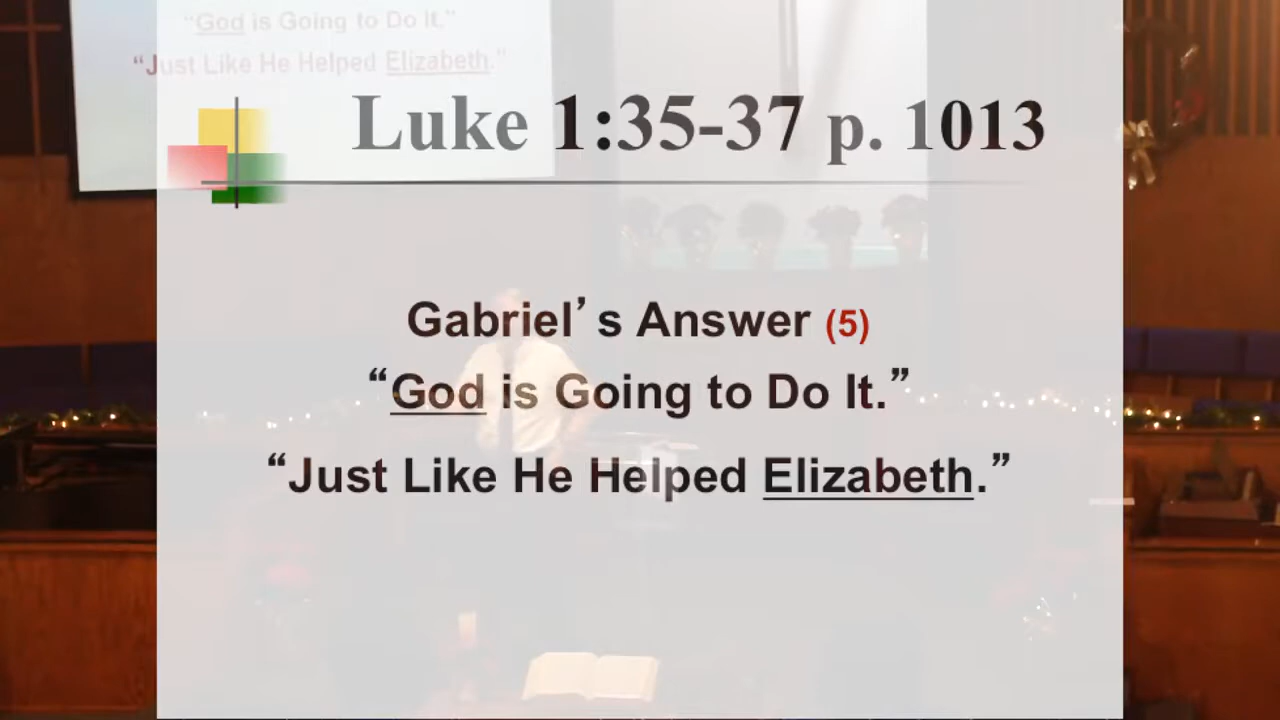 “God is Going to Do It.”
“Just Like He Helped Elizabeth.”
Luke 1:35-37 p. 1013
Gabriel’s Answer (5)
“God is Going to Do It.”
“Just Like He Helped Elizabeth.”